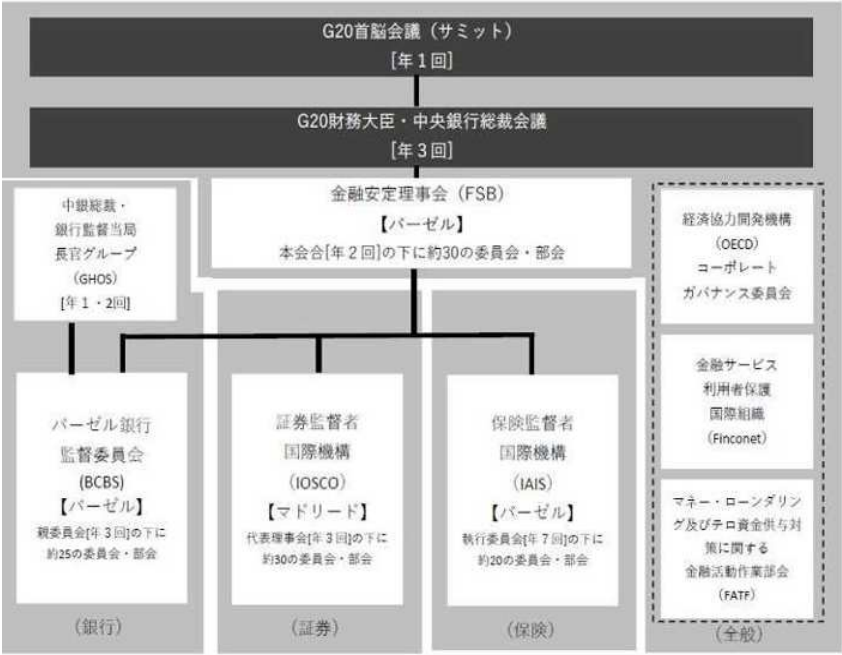 G20首脳会議（サミット）
[年１回]
G20財務大臣・中央銀行総裁会議
[年３回]
金融安定理事会（FSB）
【バーゼル】
本会合[年２回]の下に約30の委員会・部会
中銀総裁・
銀行監督当局
長官グループ
(GHOS)
[年１・2回]
バーゼル銀行
監督委員会
(BCBS)
【バーゼル】
親委員会[年３回]の下に
約25の委員会・部会
（銀行）
証券監督者
国際機構
(IOSCO)
【マドリード】
代表理事会[年３回]の下に
約30の委員会・部会
（証券）
保険監督者
国際機構
(IAIS)
【バーゼル】
執行委員会[年７回]の下に
約20の委員会・部会
（保険）
経済協力開発機構
(OECD)
コーポレート
ガバナンス委員会
金融サービス
利用者保護
国際組織
(Finconet)
マネー・ローンダリン
グ及びテロ資金供与対
策に関する
金融活動作業部会
(FATF)
（全般）